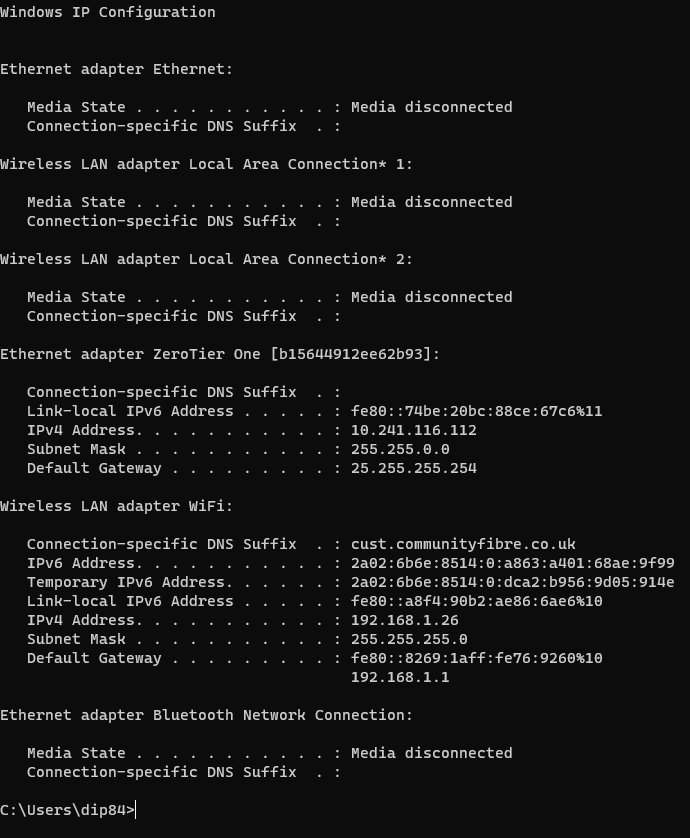 Windows IP Configuration
Ethernet adapter Ethernet:
Media State . . . . . . . . . . . : Media disconnected
Connection-specific DNS Suffix  . :
Wireless LAN adapter Local Area Connection* 1:
Media State . . . . . . . . . . . : Media disconnected
Connection-specific DNS Suffix  . :
Wireless LAN adapter Local Area Connection* 2:
Media State . . . . . . . . . . . : Media disconnected
Connection-specific DNS Suffix  . :
Ethernet adapter ZeroTier One [b15644912ee62b93]:
Connection-specific DNS Suffix  . :
Link-local IPv6 Address . . . . . : fe80::74be:20bc:88ce:67c6%11
IPv4 Address. . . . . . . . . . . : 10.241.116.112
Subnet Mask . . . . . . . . . . . : 255.255.0.0
Default Gateway . . . . . . . . . : 25.255.255.254
Wireless LAN adapter WiFi:
Connection-specific DNS Suffix  . : cust.communityfibre.co.uk
IPv6 Address. . . . . . . . . . . : 2a02:6b6e:8514:0:a863:a401:68ae:9f99
Temporary IPv6 Address. . . . . . : 2a02:6b6e:8514:0:dca2:b956:9d05:914e
Link-local IPv6 Address . . . . . : fe80::a8f4:90b2:ae86:6ae6%10
IPv4 Address. . . . . . . . . . . : 192.168.1.26
Subnet Mask . . . . . . . . . . . : 255.255.255.0
Default Gateway . . . . . . . . . : fe80::8269:1aff:fe76:9260%10
192.168.1.1
Ethernet adapter Bluetooth Network Connection:
Media State . . . . . . . . . . . : Media disconnected
Connection-specific DNS Suffix  . :
C:\Users\dip84>